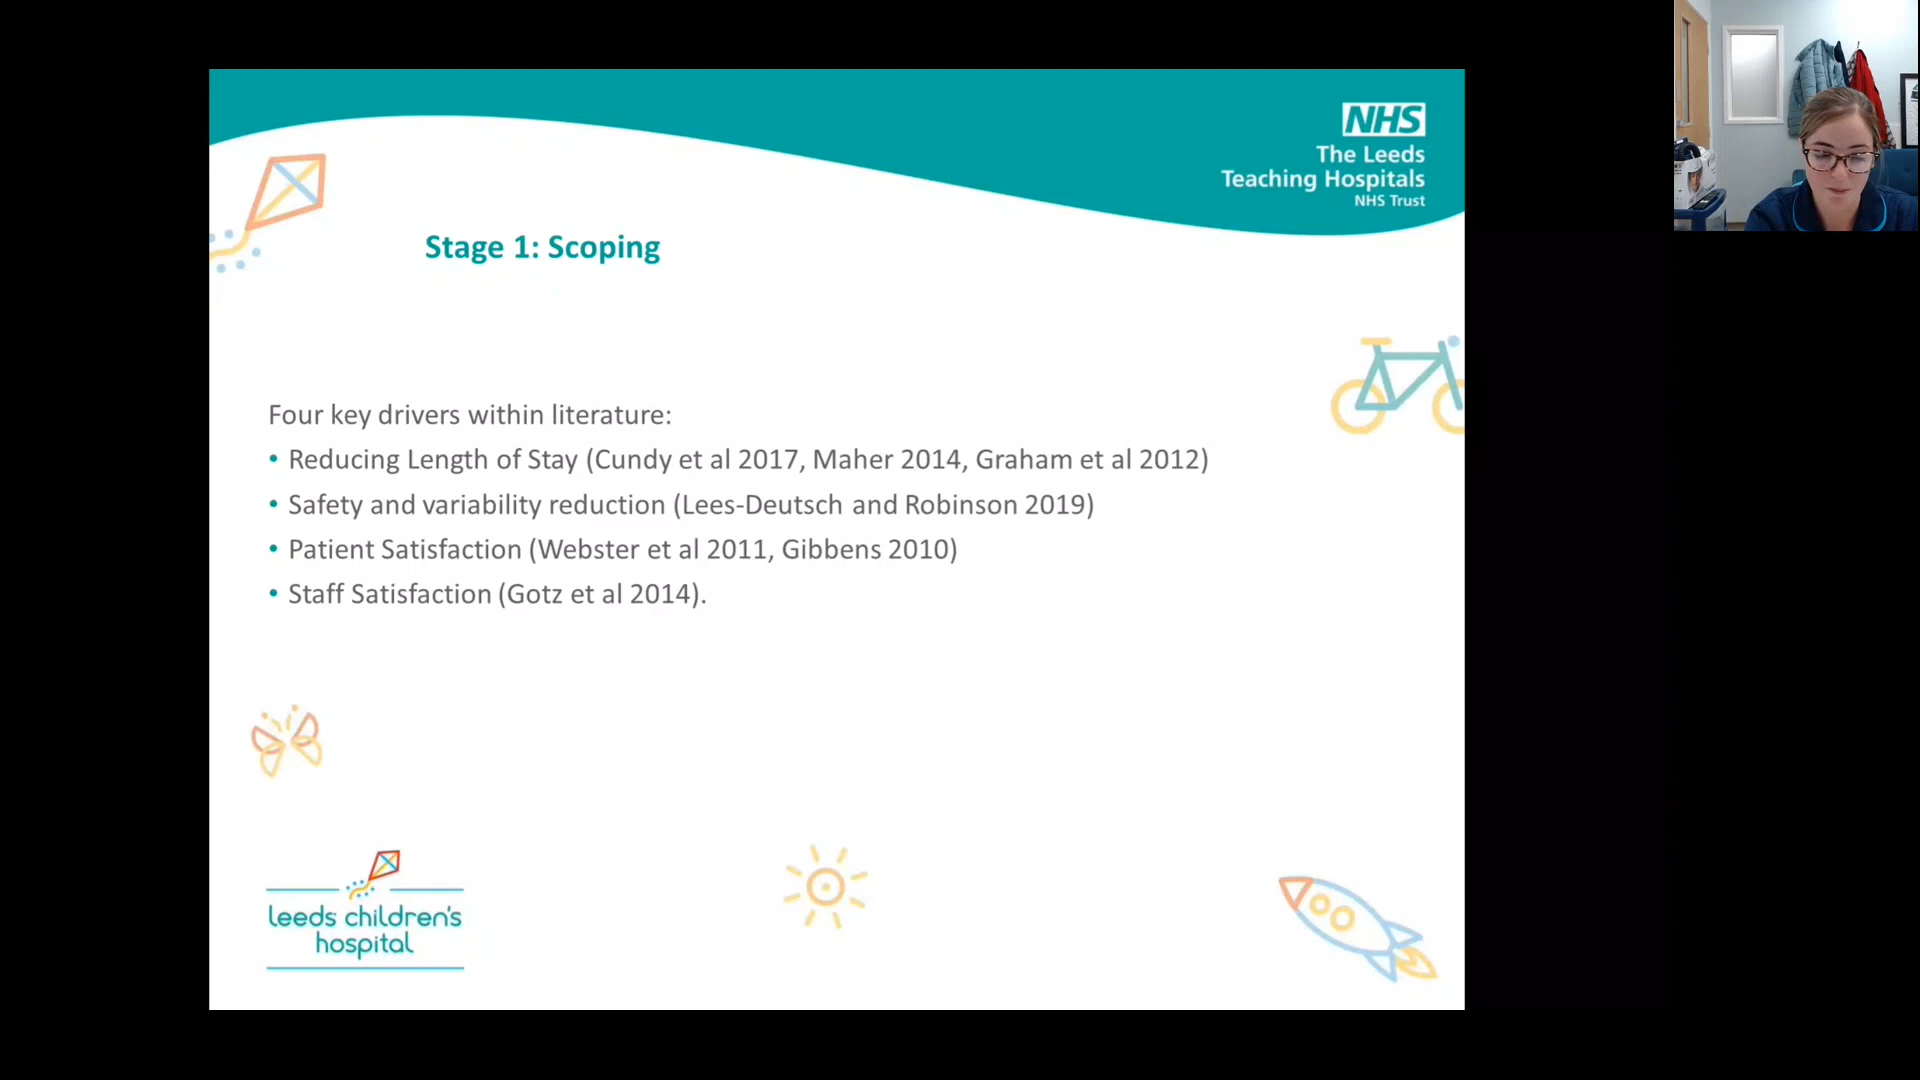 NHS
The Leeds
Teaching Hospitals
NHS Trust
Stage 1: Scoping
Four key drivers within literature:
• Reducing Length of Stay (Cundy et al 2017, Maher 2014, Graham et al 2012)
• Safety and variability reduction (Lees-Deutsch and Robinson 2019)
• Patient Satisfaction (Webster et al 2011, Gibbens 2010)
• Staff Satisfaction (Gotz et al 2014).
leeds children's
hospital